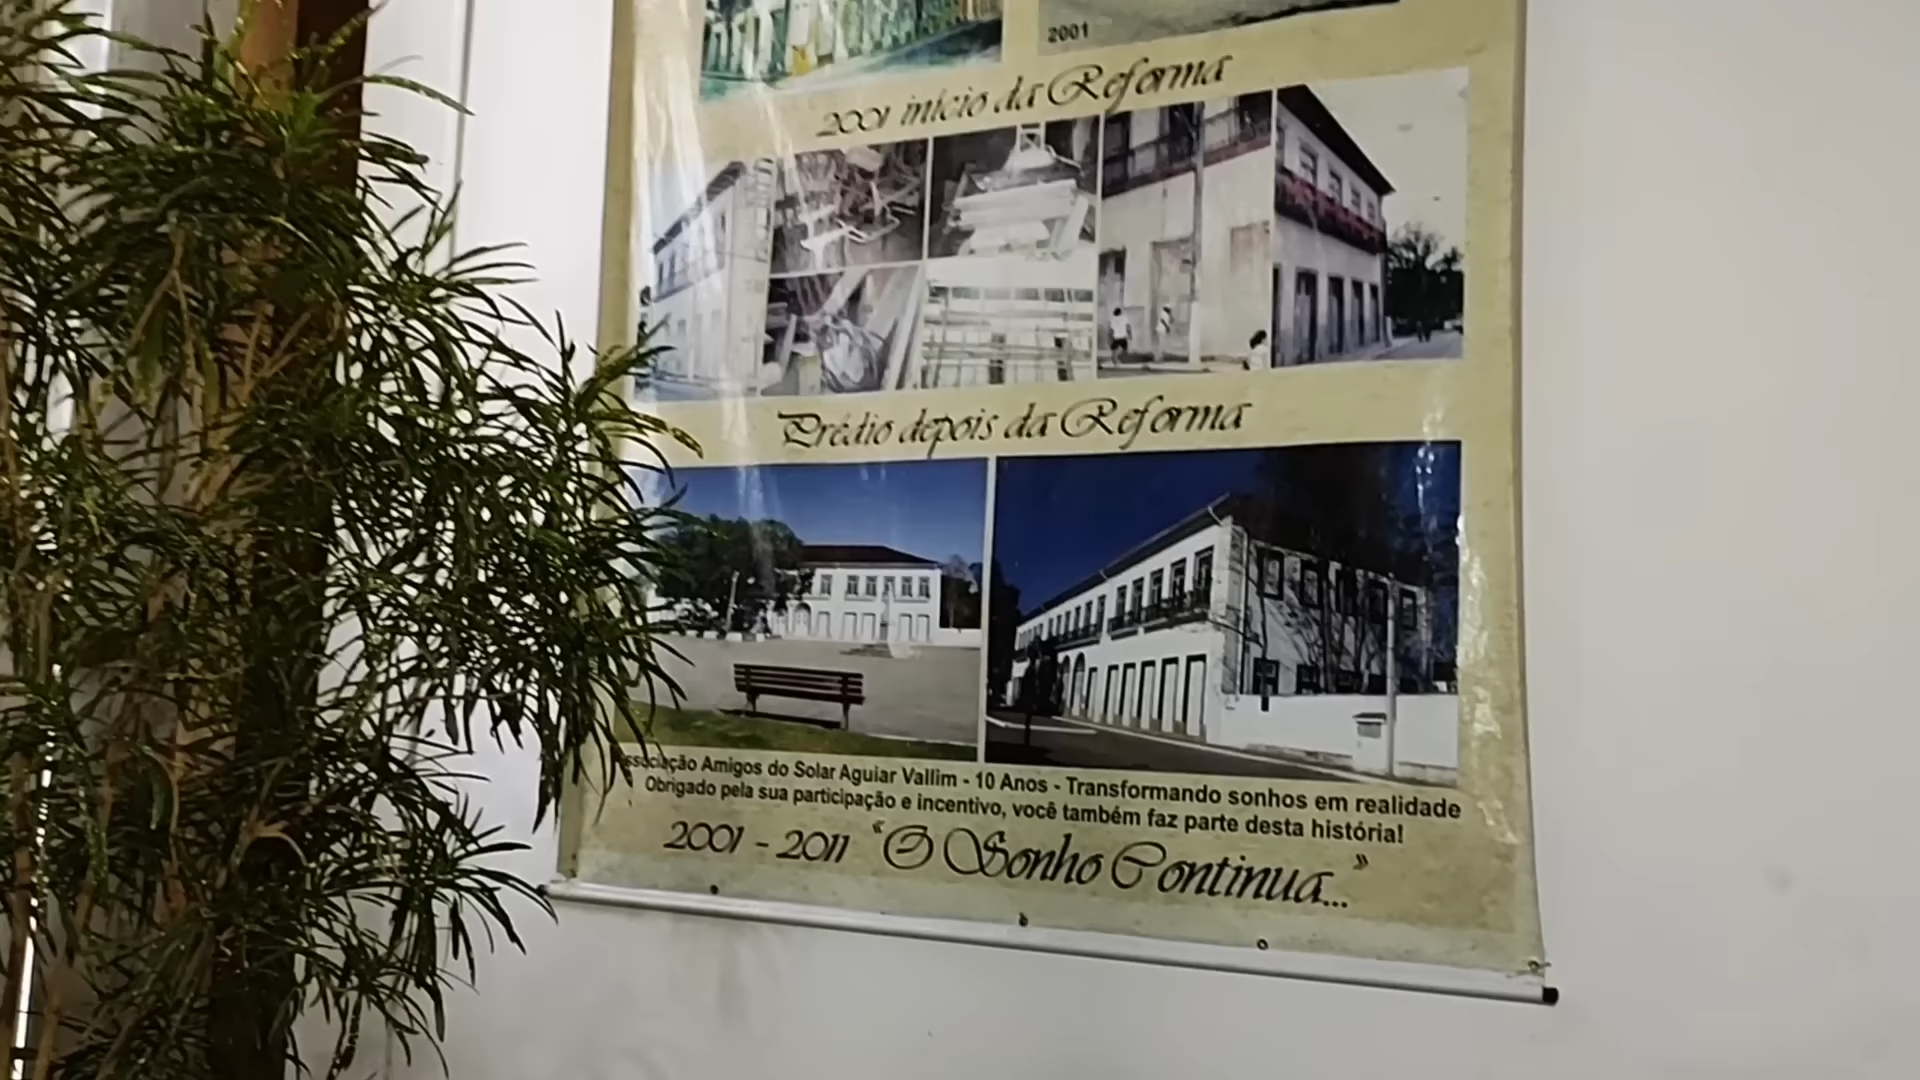 2001
2001 início da Reforma
Prédio depois da Reforma
Associação Amigos do Solar Aguiar Vallim - 10 Anos - Transformando sonhos em realidade
Obrigado pela sua participação e incentivo, você também faz parte desta história!
2001 - 2011 "O Sonho Continua..."